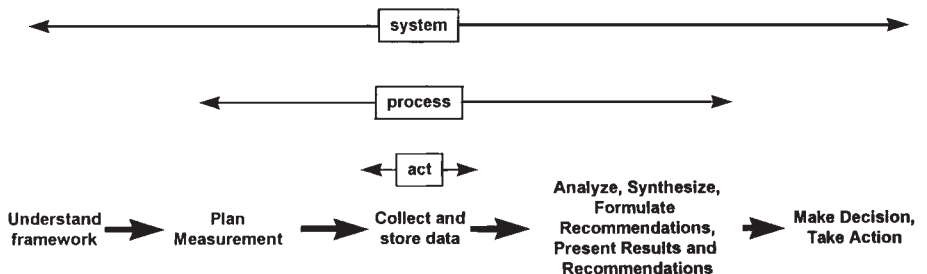 system
process
act
Understand
framework
Plan
Measurement
Collect and
store data
Analyze, Synthesize,
Formulate
Recommendations,
Present Results and
Recommendations
Make Decision,
Take Action